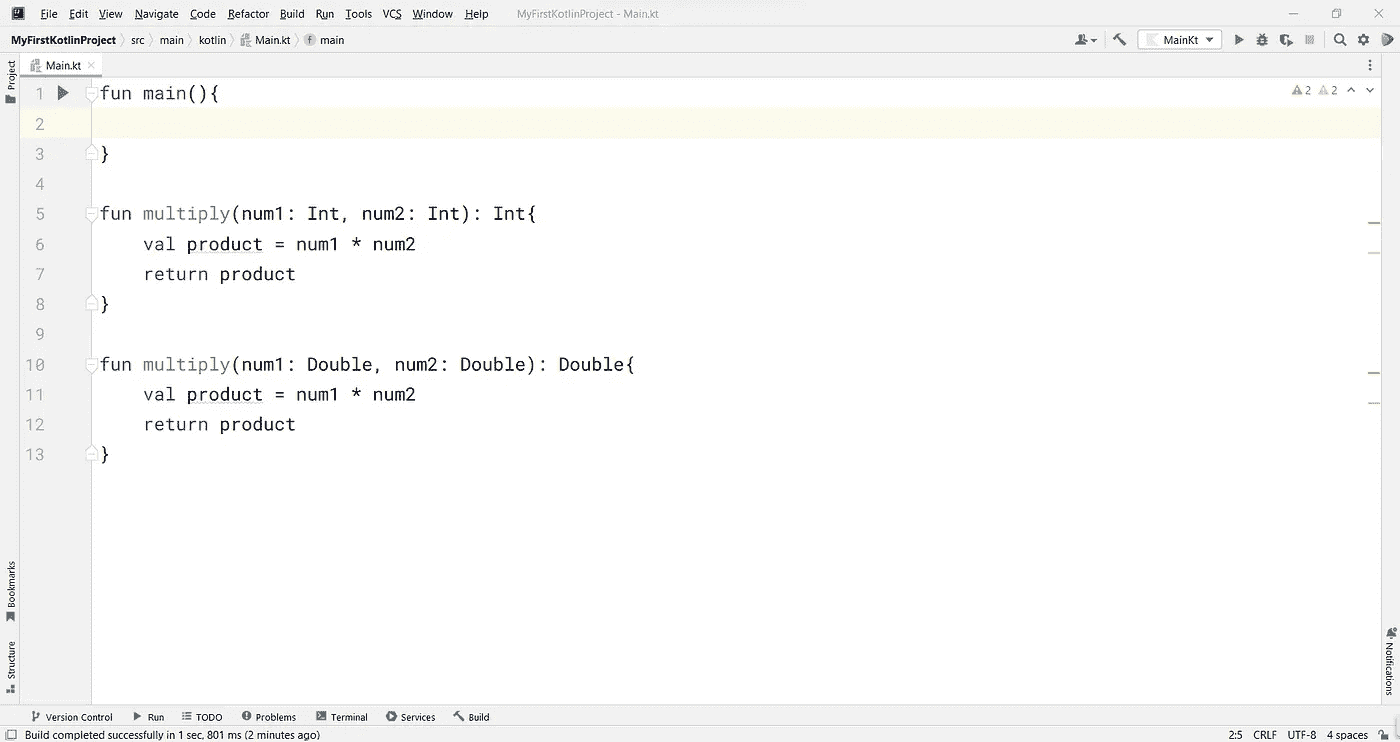 File Edit View Navigate Code Refactor Build Run Tools VCS Window Help MyFirstKotlinProject - Main.kt
MyFirstKotlinProject src main kotlin Main.kt main MainKt
Project
Main.kt
1 fun main(){ 2 2
2
3 }
4
5 fun multiply(num1: Int, num2: Int): Int{
6 val product = num1 * num2
7 return product
8 }
9
10 fun multiply(num1: Double, num2: Double): Double{
11 val product = num1 * num2
12 return product
13 }
Bookmarks
Structure
Notifications
Version Control Run TODO Problems Terminal Services Build
Build completed successfully in 1 sec, 801 ms (2 minutes ago) 2:5 CRLF UTF-8 4 spaces